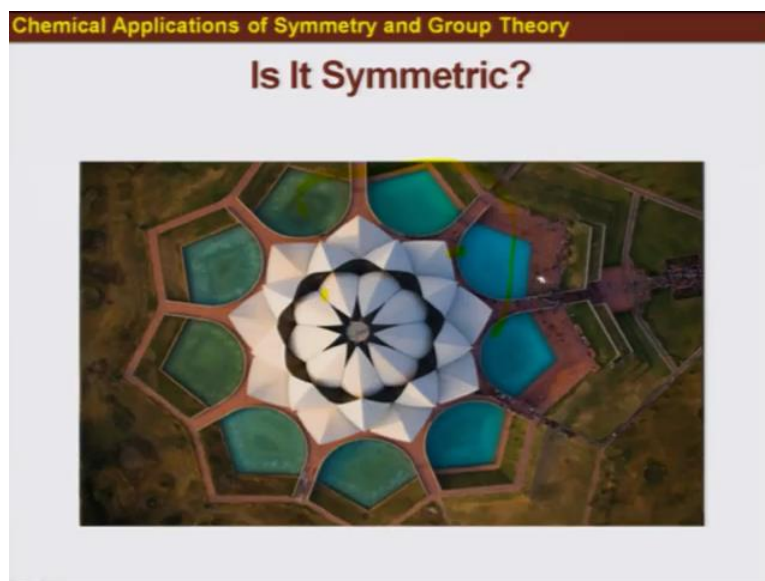 Chemical Applications of Symmetry and Group Theory
Is It Symmetric?